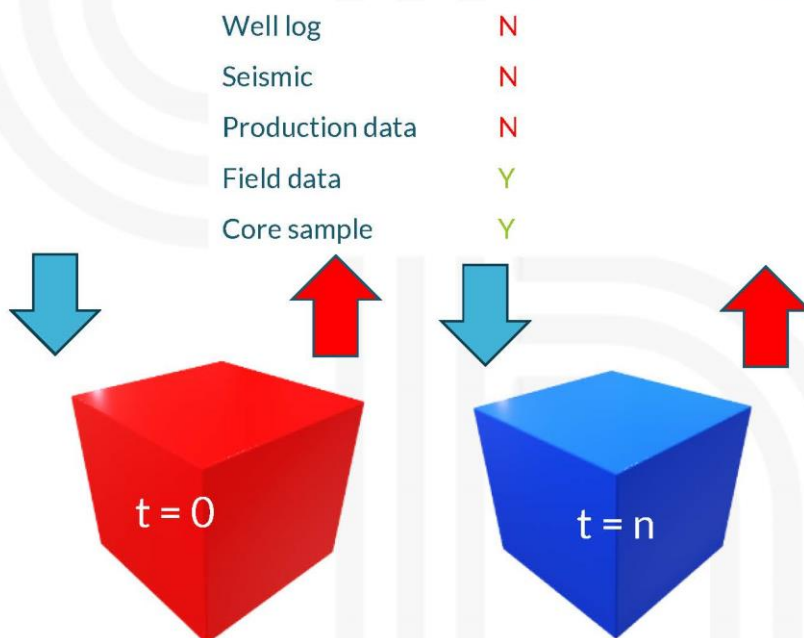 Well log N
Seismic N
Production data N
Field data Y
Core sample Y
t = 0
t = n